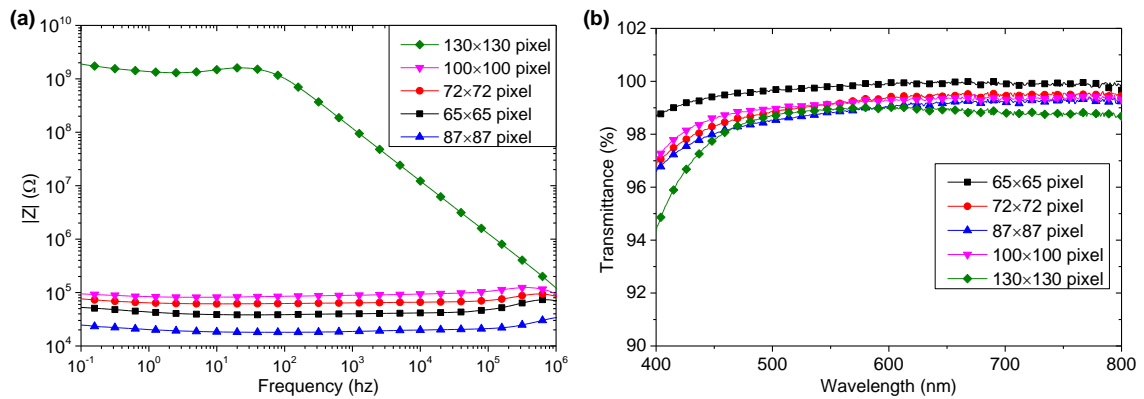 (a)
10^10
10^9
10^8
10^7
10^6
10^5
10^4
|Z| (Ω)
130×130 pixel
100×100 pixel
72×72 pixel
65×65 pixel
87×87 pixel
10^-1
10^0
10^1
10^2
10^3
10^4
10^5
10^6
Frequency (hz)
(b)
102
100
98
96
94
92
90
Transmittance (%)
65×65 pixel
72×72 pixel
87×87 pixel
100×100 pixel
130×130 pixel
400
500
600
700
800
Wavelength (nm)